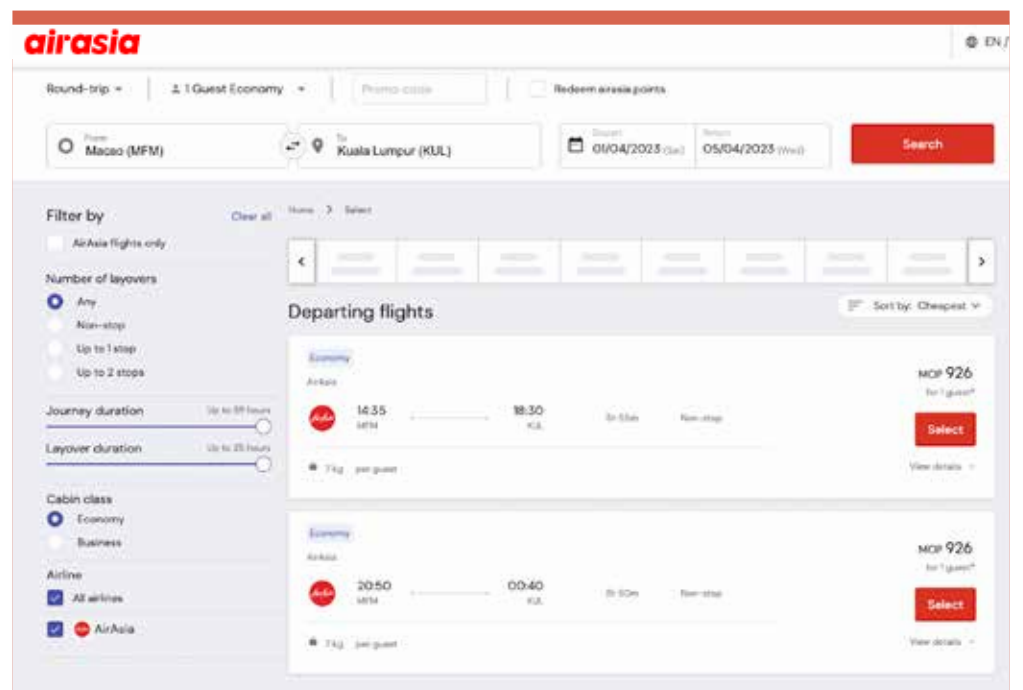 airasia
EN/
Round-trip
1 Guest Economy
Promo code
Redeem airasia points
From
Macao (MFM)
To
Kuala Lumpur (KUL)
Depart
01/04/2023 (Sat)
Return
05/04/2023 (Wed)
Search
Filter by
Clear all
Home > Select
AirAsia flights only
Number of layovers
Any
Non-stop
Up to 1 stop
Up to 2 stops
Journey duration
Layover duration
Cabin class
Economy
Business
Airline
All airlines
AirAsia
Departing flights
Sort by: Cheapest
Economy
AirAsia
14:35
MFM
18:30
KUL
Non-stop
MOP 926
for 1 guest*
Select
7 kg per guest
View details
Economy
AirAsia
20:50
MFM
00:40
KUL
Non-stop
MOP 926
for 1 guest*
Select
7 kg per guest
View details